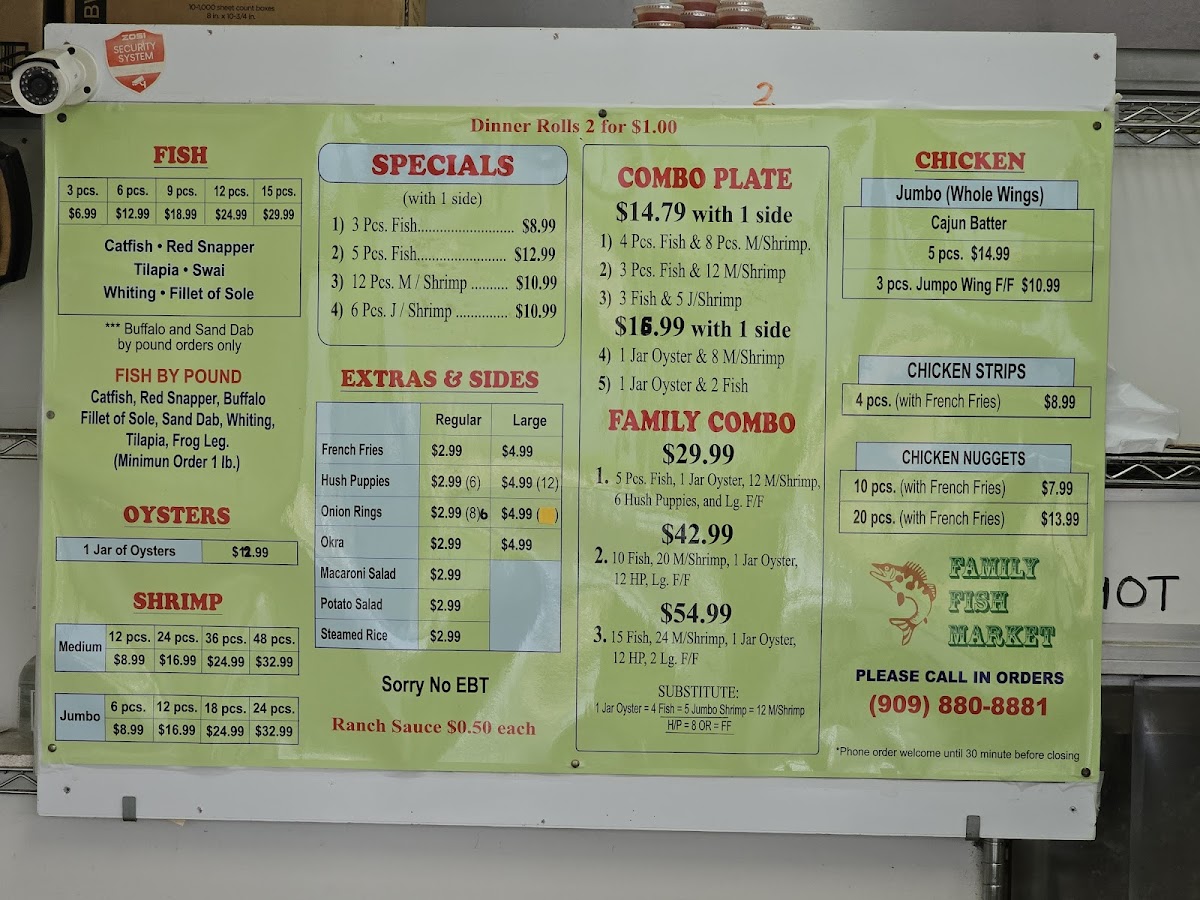 10-1,000 sheet count boxes
8 in. x 10-3/4 in.
ZOSI
SECURITY
SYSTEM
2
Dinner Rolls 2 for $1.00
FISH
3 pcs. 6 pcs. 9 pcs. 12 pcs. 15 pcs.
$6.99 $12.99 $18.99 $24.99 $29.99
Catfish • Red Snapper
Tilapia • Swai
Whiting • Fillet of Sole
*** Buffalo and Sand Dab
by pound orders only
FISH BY POUND
Catfish, Red Snapper, Buffalo
Fillet of Sole, Sand Dab, Whiting,
Tilapia, Frog Leg.
(Minimun Order 1 lb.)
OYSTERS
1 Jar of Oysters $12.99
SHRIMP
Medium
12 pcs. 24 pcs. 36 pcs. 48 pcs.
$8.99 $16.99 $24.99 $32.99
Jumbo
6 pcs. 12 pcs. 18 pcs. 24 pcs.
$8.99 $16.99 $24.99 $32.99
SPECIALS
(with 1 side)
1) 3 Pcs. Fish.......................... $8.99
2) 5 Pcs. Fish........................ $12.99
3) 12 Pcs. M / Shrimp .......... $10.99
4) 6 Pcs. J / Shrimp .............. $10.99
EXTRAS & SIDES
Regular Large
French Fries $2.99 $4.99
Hush Puppies $2.99 (6) $4.99 (12)
Onion Rings $2.99 (8)6 $4.99 ( )
Okra $2.99 $4.99
Macaroni Salad $2.99
Potato Salad $2.99
Steamed Rice $2.99
Sorry No EBT
Ranch Sauce $0.50 each
COMBO PLATE
$14.79 with 1 side
1) 4 Pcs. Fish & 8 Pcs. M/Shrimp.
2) 3 Pcs. Fish & 12 M/Shrimp
3) 3 Fish & 5 J/Shrimp
$16.99 with 1 side
4) 1 Jar Oyster & 8 M/Shrimp
5) 1 Jar Oyster & 2 Fish
FAMILY COMBO
$29.99
1. 5 Pcs. Fish, 1 Jar Oyster, 12 M/Shrimp,
6 Hush Puppies, and Lg. F/F
$42.99
2. 10 Fish, 20 M/Shrimp, 1 Jar Oyster,
12 HP, Lg. F/F
$54.99
3. 15 Fish, 24 M/Shrimp, 1 Jar Oyster,
12 HP, 2 Lg. F/F
SUBSTITUTE:
1 Jar Oyster = 4 Fish = 5 Jumbo Shrimp = 12 M/Shrimp
H/P = 8 OR = FF
CHICKEN
Jumbo (Whole Wings)
Cajun Batter
5 pcs. $14.99
3 pcs. Jumpo Wing F/F $10.99
CHICKEN STRIPS
4 pcs. (with French Fries) $8.99
CHICKEN NUGGETS
10 pcs. (with French Fries) $7.99
20 pcs. (with French Fries) $13.99
FAMILY
FISH
MARKET
PLEASE CALL IN ORDERS
(909) 880-8881
*Phone order welcome until 30 minute before closing
HOT